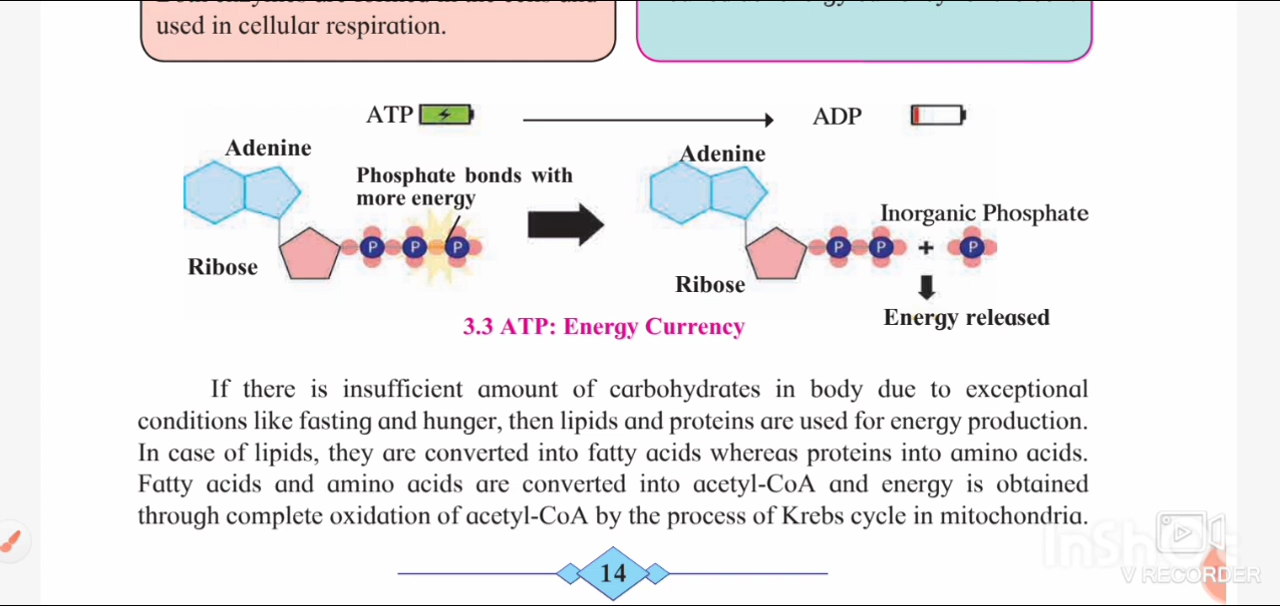 used in cellular respiration.
ATP
ADP
Adenine
Adenine
Phosphate bonds with
more energy
Inorganic Phosphate
P P P
P P + P
Ribose
Ribose
Energy released
3.3 ATP: Energy Currency
If there is insufficient amount of carbohydrates in body due to exceptional
conditions like fasting and hunger, then lipids and proteins are used for energy production.
In case of lipids, they are converted into fatty acids whereas proteins into amino acids.
Fatty acids and amino acids are converted into acetyl-CoA and energy is obtained
through complete oxidation of acetyl-CoA by the process of Krebs cycle in mitochondria.
14
V RECORDER